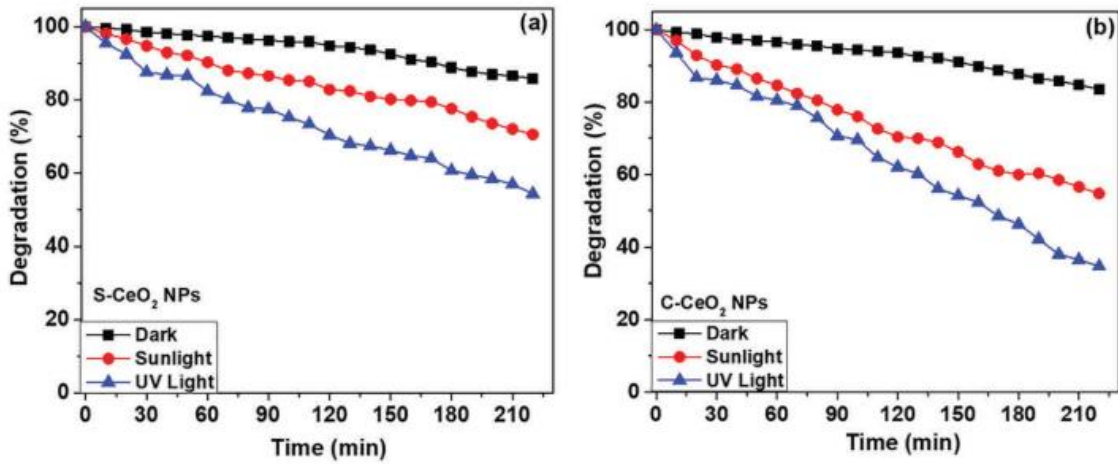 (a)
Degradation (%)
100
80
60
40
20
0
S-CeO₂ NPs
Dark
Sunlight
UV Light
0 30 60 90 120 150 180 210
Time (min)
(b)
Degradation (%)
100
80
60
40
20
0
C-CeO₂ NPs
Dark
Sunlight
UV Light
0 30 60 90 120 150 180 210
Time (min)